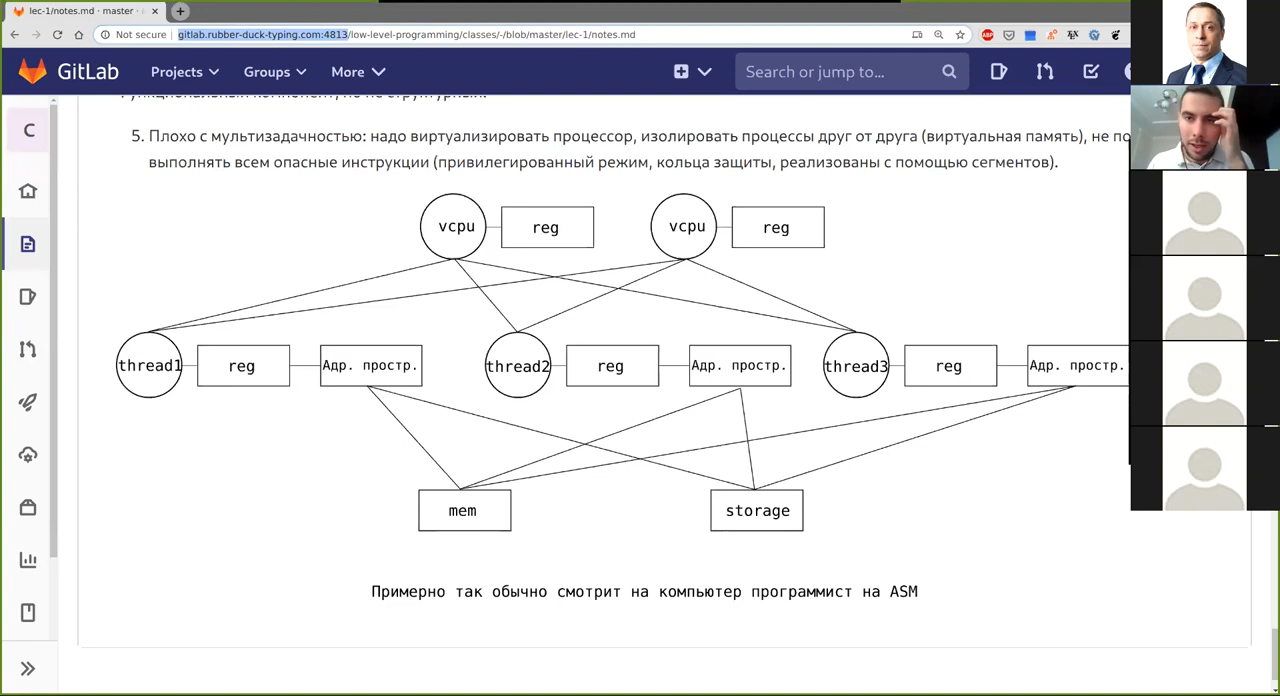 lec-1/notes.md · master ·
Not secure
gitlab.rubber-duck-typing.com:4813/low-level-programming/classes/-/blob/master/lec-1/notes.md
ABP
GitLab
Projects
Groups
More
Search or jump to...
C
5. Плохо с мультизадачностью: надо виртуализировать процессор, изолировать процессы друг от друга (виртуальная память), не по
выполнять всем опасные инструкции (привилегированный режим, кольца защиты, реализованы с помощью сегментов).
vcpu
reg
vcpu
reg
thread1
reg
Адр. простр.
thread2
reg
Адр. простр.
thread3
reg
Адр. простр.
mem
storage
Примерно так обычно смотрит на компьютер программист на ASM